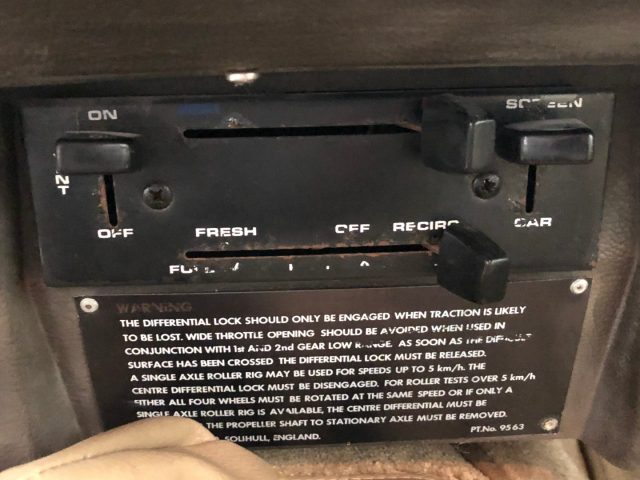 ON
NT
OFF
FRESH OFF RECIRC
CAR
WARNING
THE DIFFERENTIAL LOCK SHOULD ONLY BE ENGAGED WHEN TRACTION IS LIKELY
TO BE LOST. WIDE THROTTLE OPENING SHOULD BE AVOIDED WHEN USED IN
CONJUNCTION WITH 1st AND 2nd GEAR LOW RANGE. AS SOON AS THE DIFFICULT
SURFACE HAS BEEN CROSSED THE DIFFERENTIAL LOCK MUST BE RELEASED.
A SINGLE AXLE ROLLER RIG MAY BE USED FOR SPEEDS UP TO 5 km/h. THE
CENTRE DIFFERENTIAL LOCK MUST BE DISENGAGED. FOR ROLLER TESTS OVER 5 km/h
EITHER ALL FOUR WHEELS MUST BE ROTATED AT THE SAME SPEED OR IF ONLY A
SINGLE AXLE ROLLER RIG IS AVAILABLE, THE CENTRE DIFFERENTIAL MUST BE
THE PROPELLER SHAFT TO STATIONARY AXLE MUST BE REMOVED.
SOLIHULL, ENGLAND. PT.No. 9563